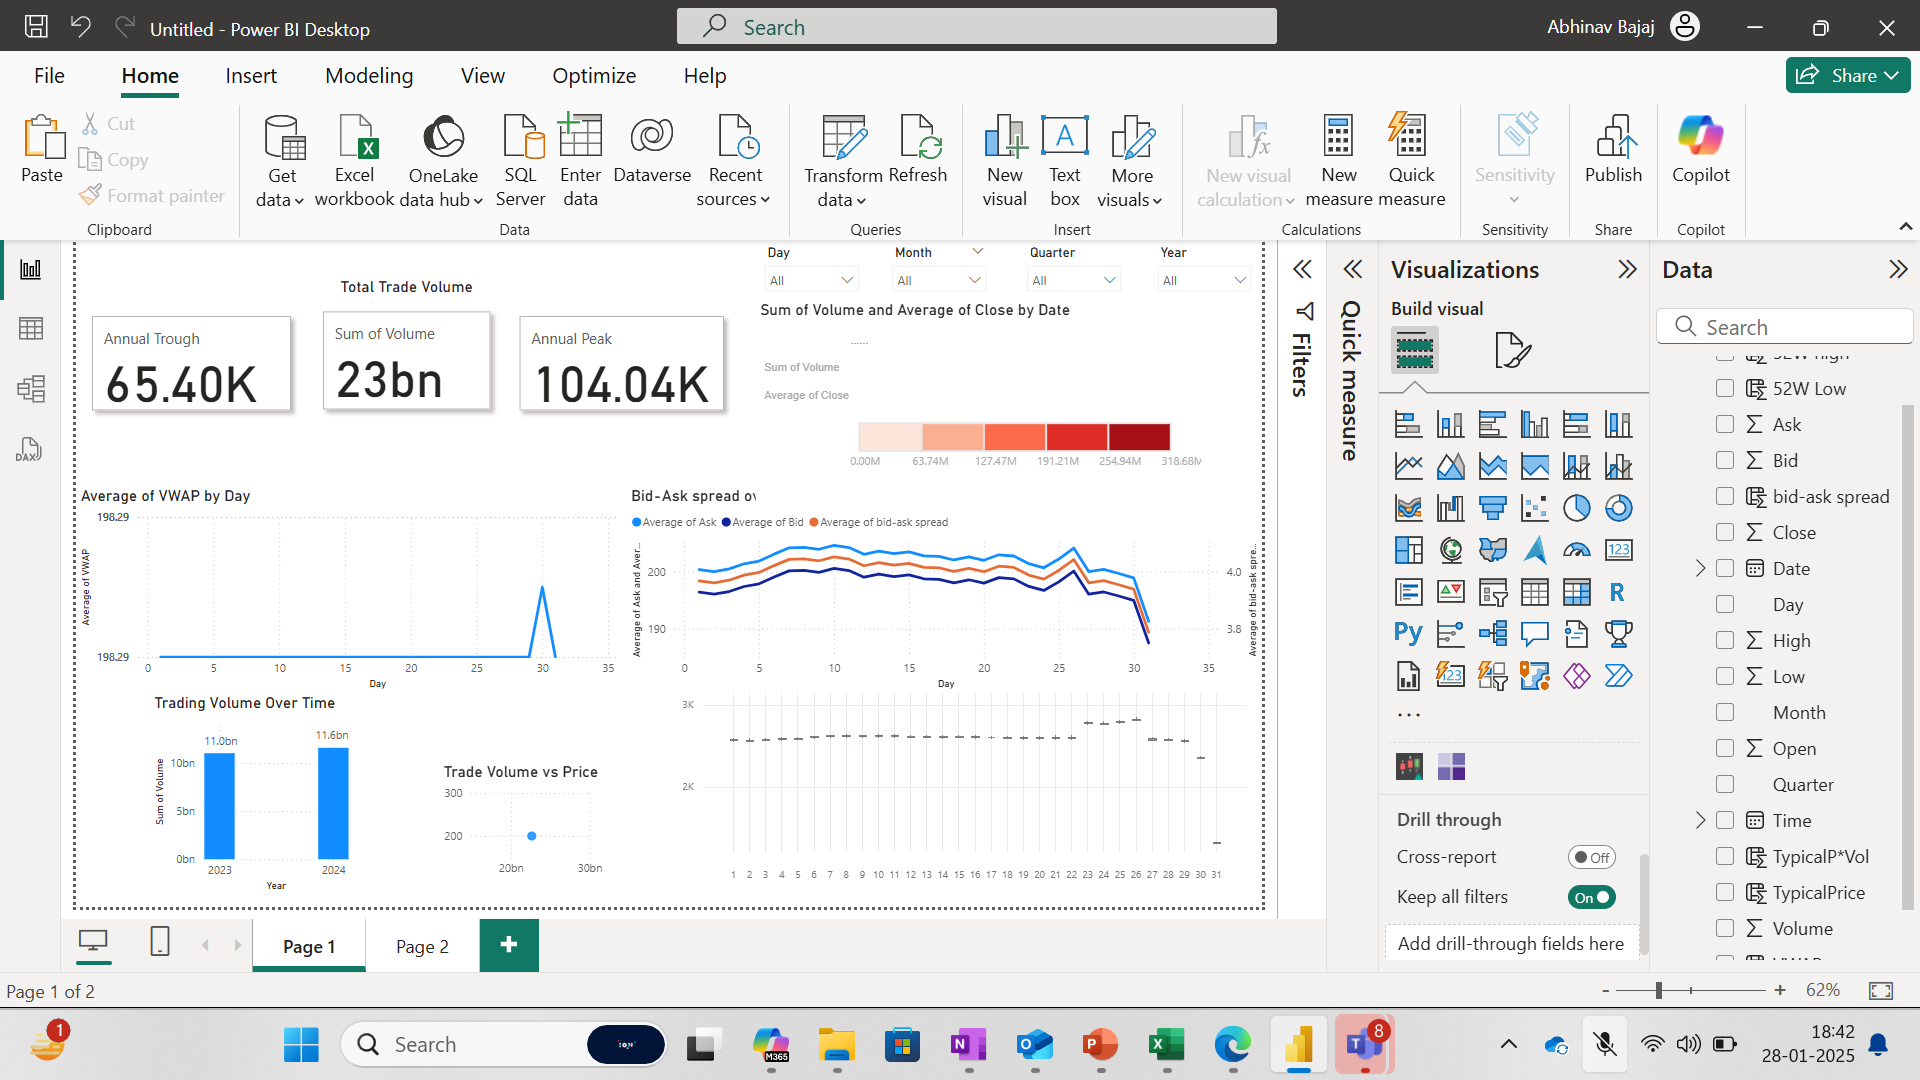 Untitled - Power BI Desktop
Search
Abhinav Bajaj
File
Home
Insert
Modeling
View
Optimize
Help
Share
Paste
Cut
Copy
Format painter
Clipboard
Get data
Excel workbook
OneLake data hub
SQL Server
Enter data
Dataverse
Recent sources
Data
Transform data
Refresh
Queries
New visual
Text box
More visuals
Insert
New visual calculation
New measure
Quick measure
Calculations
Sensitivity
Sensitivity
Publish
Share
Copilot
Copilot
DAX
Total Trade Volume
Annual Trough
65.40K
Sum of Volume
23bn
Annual Peak
104.04K
Day
All
Month
All
Quarter
All
Year
All
Sum of Volume and Average of Close by Date
......
Sum of Volume
Average of Close
0.00M 63.74M 127.47M 191.21M 254.94M 318.68M
Average of VWAP by Day
Average of VWAP
198.29
198.29
0 5 10 15 20 25 30 35
Day
Bid-Ask spread ov
Average of Ask Average of Bid Average of bid-ask spread
Average of Ask and Aver...
200
190
4.0
3.8
Average of bid-ask spre...
0 5 10 15 20 25 30 35
Day
Trading Volume Over Time
Sum of Volume
10bn
5bn
0bn
11.0bn
11.6bn
2023 2024
Year
Trade Volume vs Price
300
200
20bn 30bn
3K
2K
1 2 3 4 5 6 7 8 9 10 11 12 13 14 15 16 17 18 19 20 21 22 23 24 25 26 27 28 29 30 31
Filters
Quick measure
Visualizations
Build visual
123
R
Py
123
...
Drill through
Cross-report
Off
Keep all filters
On
Add drill-through fields here
Data
Search
52W High
52W Low
Ask
Bid
bid-ask spread
Close
Date
Day
High
Low
Month
Open
Quarter
Time
TypicalP*Vol
TypicalPrice
Volume
VWAP
Page 1
Page 2
+
Page 1 of 2
- + 62%
1
Search
M365
N
O
P
X
T
8
18:42
28-01-2025